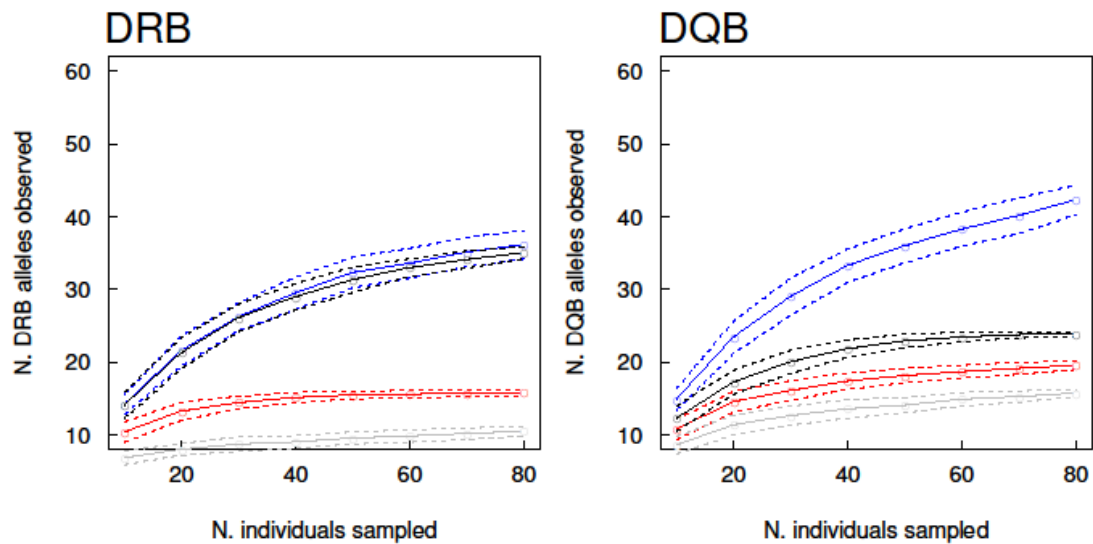 DRB
N. DRB alleles observed
60
50
40
30
20
10
20 40 60 80
N. individuals sampled
DQB
N. DQB alleles observed
60
50
40
30
20
10
20 40 60 80
N. individuals sampled